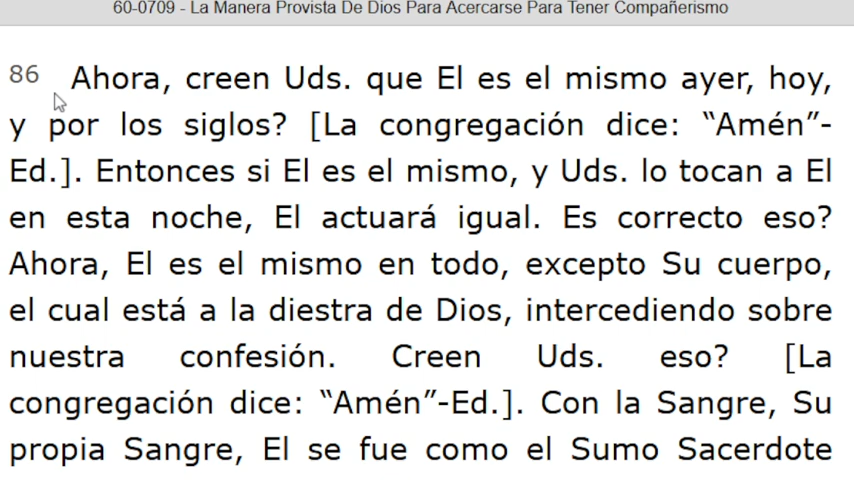 60-0709 - La Manera Provista De Dios Para Acercarse Para Tener Compañerismo
86 Ahora, creen Uds. que El es el mismo ayer, hoy,
y por los siglos? [La congregación dice: “Amén”-
Ed.]. Entonces si El es el mismo, y Uds. lo tocan a El
en esta noche, El actuará igual. Es correcto eso?
Ahora, El es el mismo en todo, excepto Su cuerpo,
el cual está a la diestra de Dios, intercediendo sobre
nuestra confesión. Creen Uds. eso? [La
congregación dice: “Amén”-Ed.]. Con la Sangre, Su
propia Sangre, El se fue como el Sumo Sacerdote